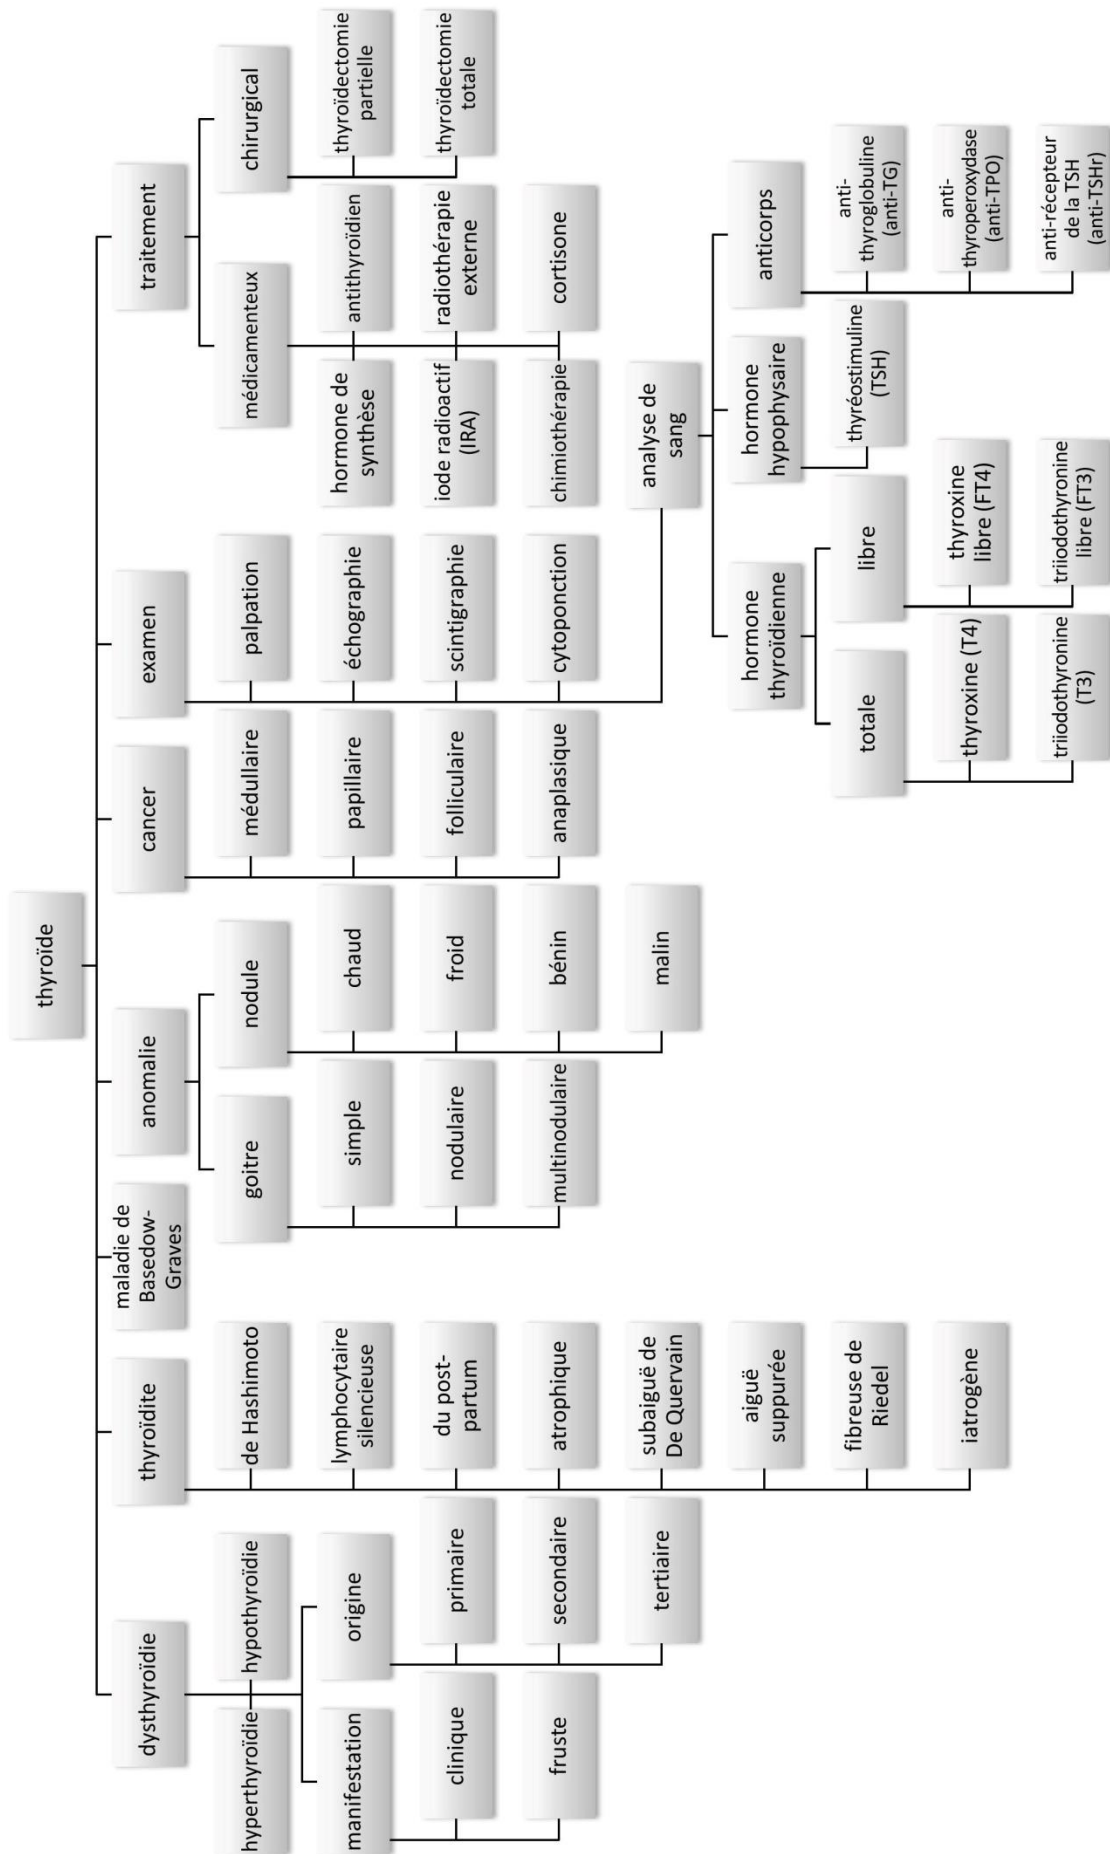 thyroïde
dysthyroïdie
hyperthyroïdie
hypothyroïdie
manifestation
clinique
fruste
origine
primaire
secondaire
tertiaire
thyroïdite
de Hashimoto
lymphocytaire
silencieuse
du post-
partum
atrophique
subaiguë de
De Quervain
aiguë
suppurée
fibreuse de
Riedel
iatrogène
maladie de
Basedow-
Graves
anomalie
goitre
simple
nodulaire
multinodulaire
nodule
chaud
froid
bénin
malin
cancer
médullaire
papillaire
folliculaire
anaplasique
examen
palpation
échographie
scintigraphie
cytoponction
analyse de
sang
hormone
thyroïdienne
totale
thyroxine (T4)
triiodothyronine
(T3)
libre
thyroxine
libre (FT4)
triiodothyronine
libre (FT3)
hormone
hypophysaire
thyréostimuline
(TSH)
anticorps
anti-
thyroglobuline
(anti-TG)
anti-
thyroperoxydase
(anti-TPO)
anti-récepteur
de la TSH
(anti-TSHr)
traitement
médicamenteux
hormone de
synthèse
antithyroïdien
iode radioactif
(IRA)
radiothérapie
externe
chimiothérapie
cortisone
chirurgical
thyroïdectomie
partielle
thyroïdectomie
totale